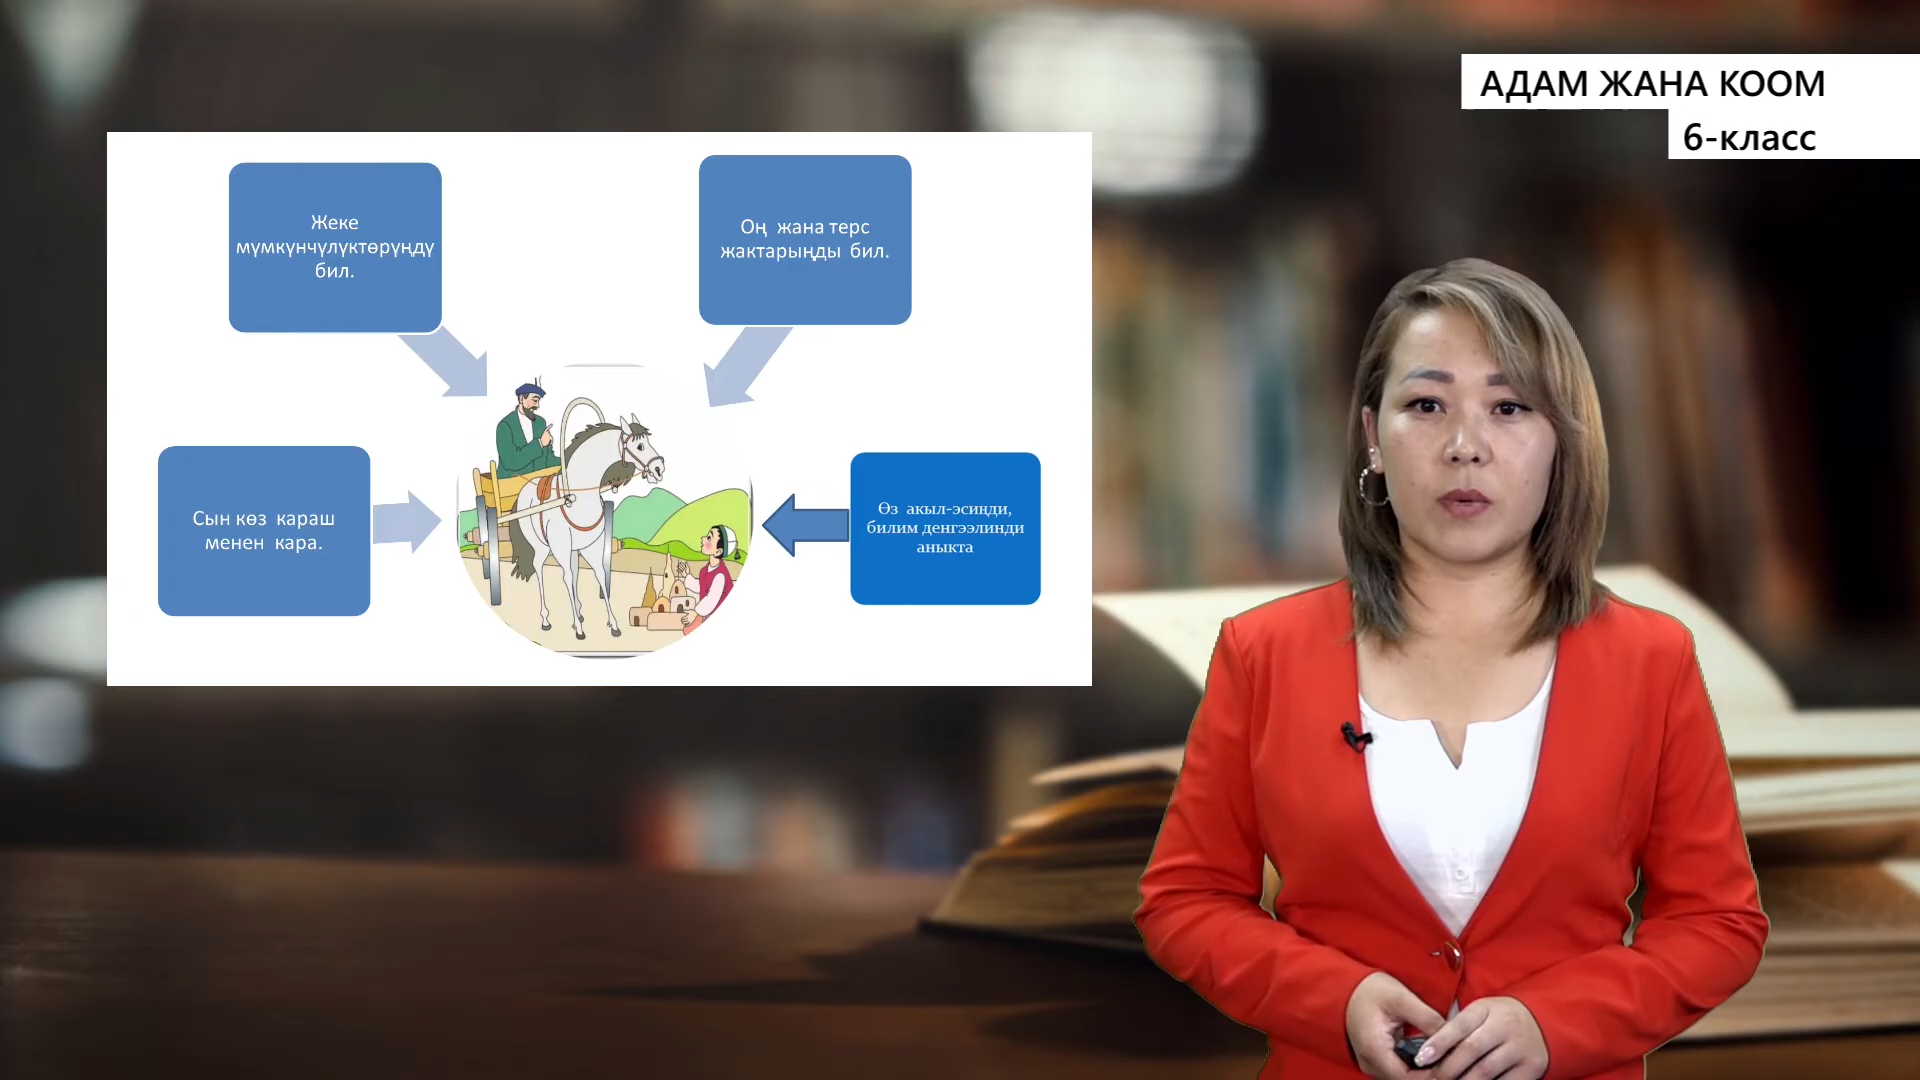 АДАМ ЖАНА КООМ
6-класс
Жеке
мүмкүнчүлүктөрүңдү
бил.
Оң жана терс
жактарыңды бил.
Сын көз караш
менен кара.
Өз акыл-эсиңди,
билим денгээлинди
аныкта